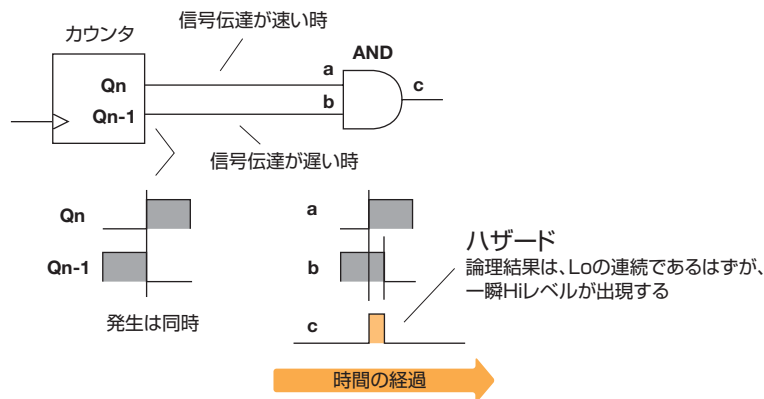 信号伝達が速い時
カウンタ
AND
a
c
Qn
b
Qn-1
信号伝達が遅い時
Qn
a
Qn-1
b
ハザード
論理結果は、Loの連続であるはずが、
一瞬Hiレベルが出現する
発生は同時
c
時間の経過